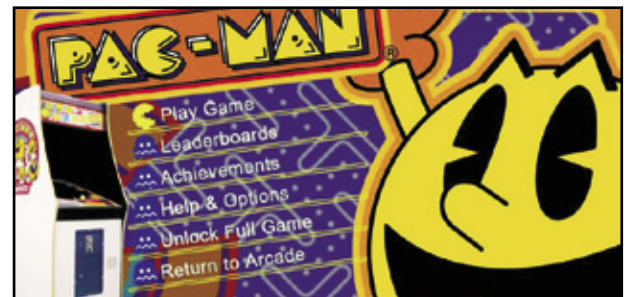 PAC-MAN
®
Play Game
Leaderboards
Achievements
Help & Options
Unlock Full Game
Return to Arcade